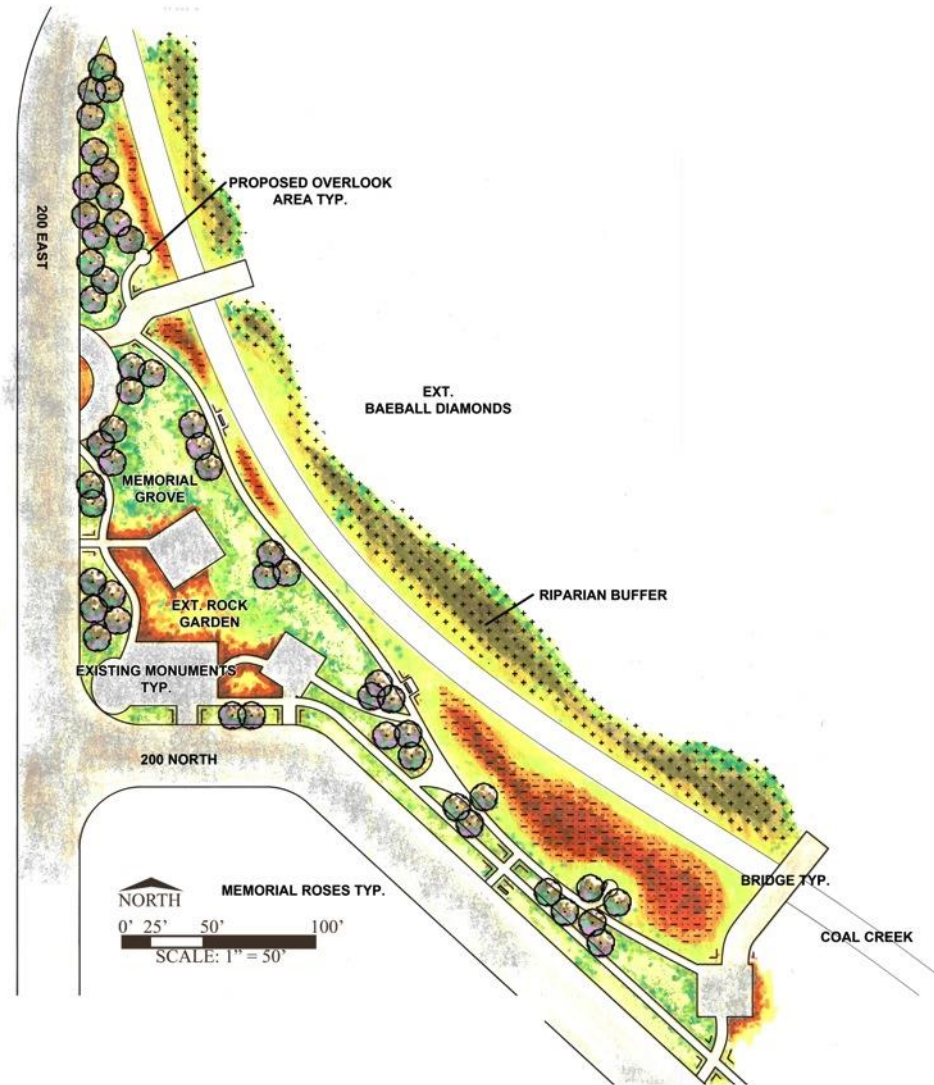 PROPOSED OVERLOOK
AREA TYP.
200 EAST
EXT.
BAEBALL DIAMONDS
MEMORIAL
GROVE
RIPARIAN BUFFER
EXT. ROCK
GARDEN
EXISTING MONUMENTS
TYP.
200 NORTH
MEMORIAL ROSES TYP.
BRIDGE TYP.
COAL CREEK
NORTH
0' 25' 50' 100'
SCALE: 1" = 50'